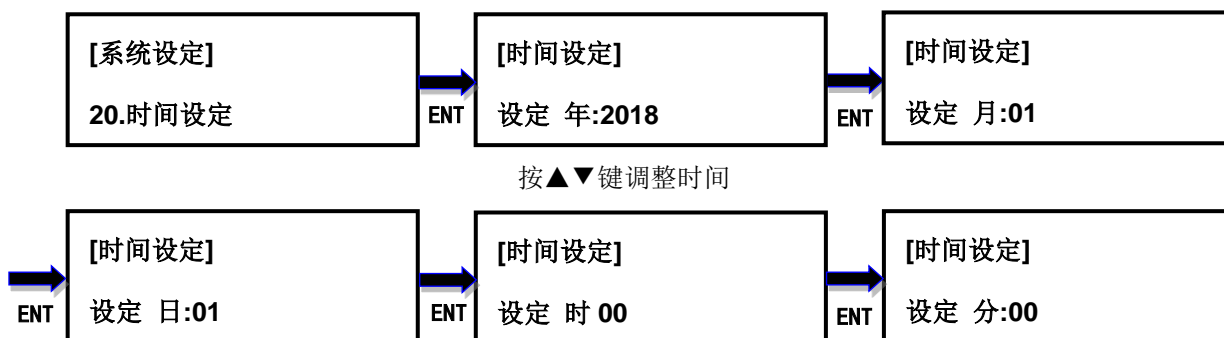 [系统设定]
20.时间设定
ENT
[时间设定]
设定 年:2018
ENT
[时间设定]
设定 月:01
按▲▼键调整时间
ENT
[时间设定]
设定 日:01
ENT
[时间设定]
设定 时 00
ENT
[时间设定]
设定 分:00